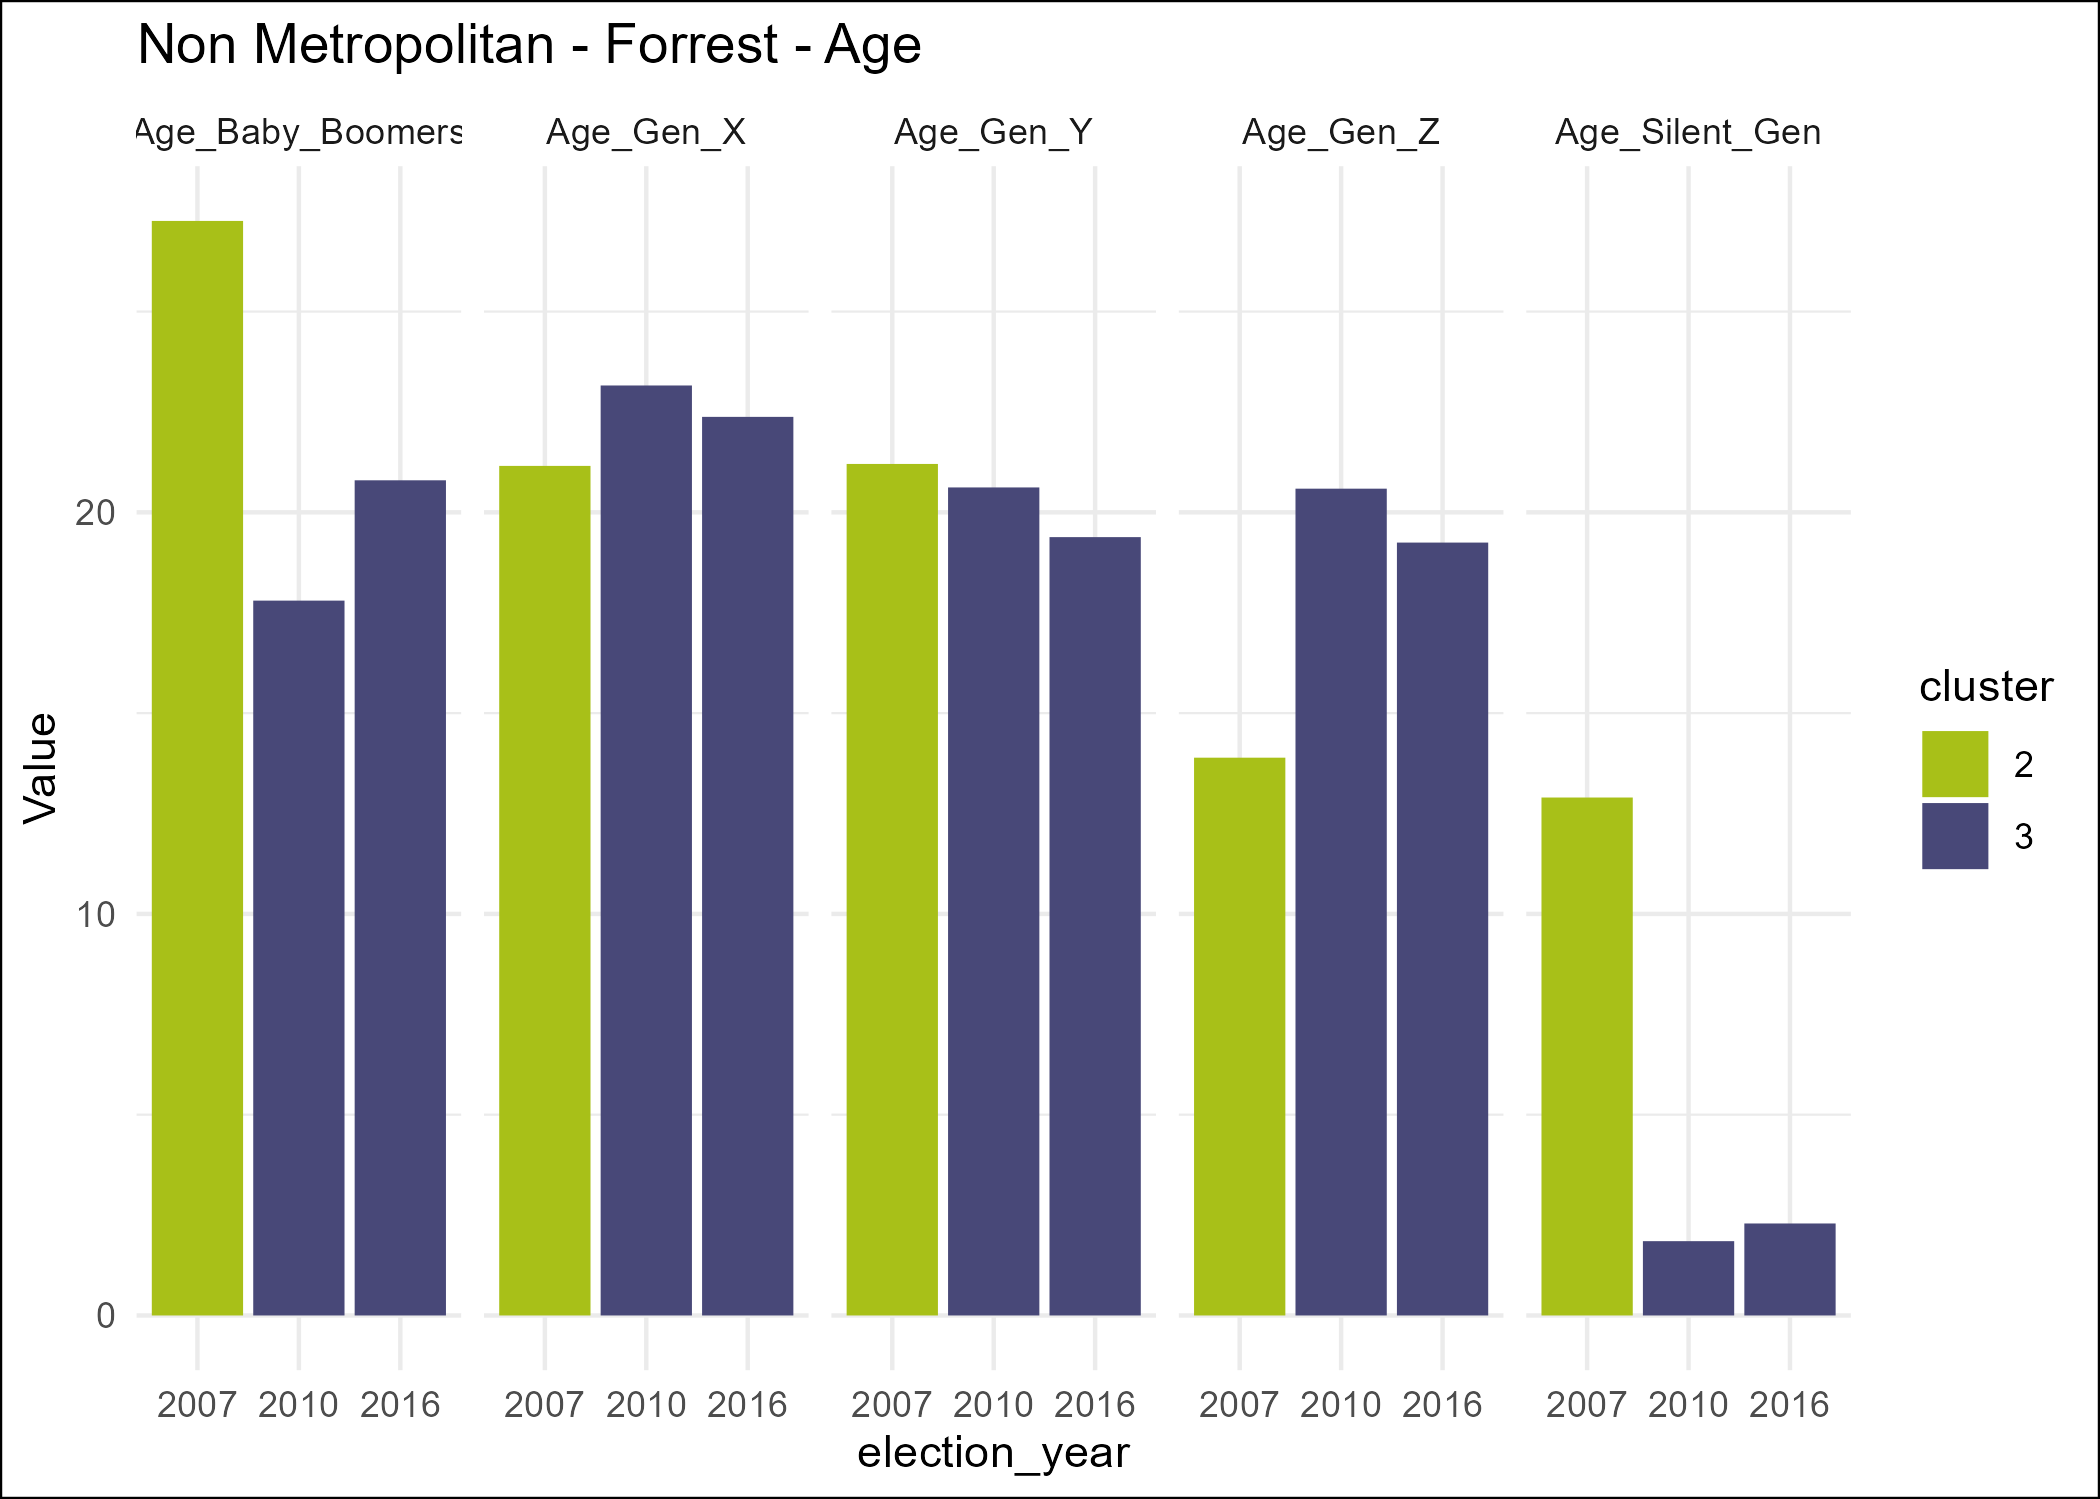 Non Metropolitan - Forrest - Age
Age_Baby_Boomers Age_Gen_X Age_Gen_Y Age_Gen_Z Age_Silent_Gen
Value
20
10
0
2007 2010 2016 2007 2010 2016 2007 2010 2016 2007 2010 2016 2007 2010 2016
election_year
cluster
2
3